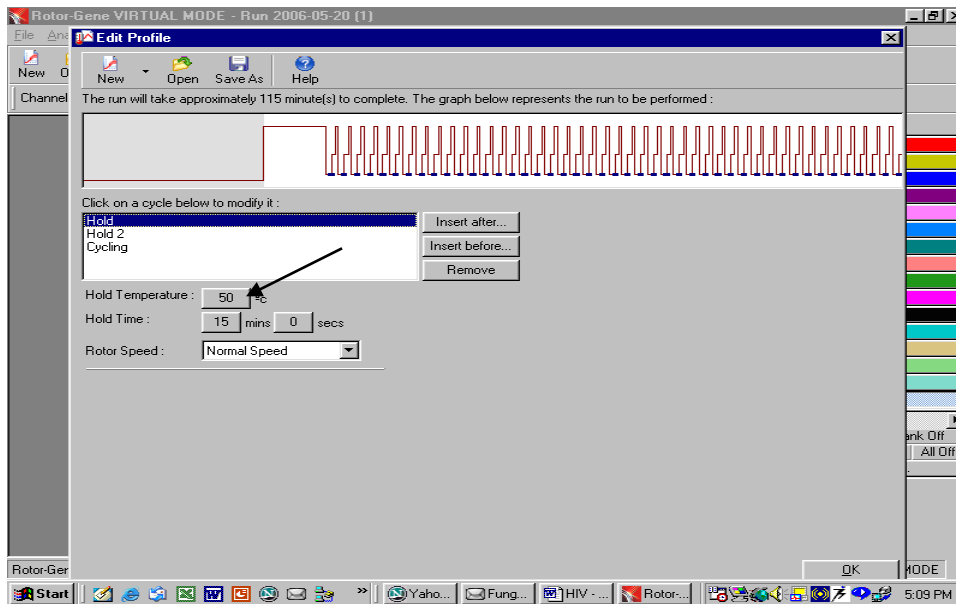 Rotor-Gene VIRTUAL MODE - Run 2006-05-20 (1)
File Ana
Edit Profile
New O
New Open Save As Help
Channel
The run will take approximately 115 minute(s) to complete. The graph below represents the run to be performed :
Click on a cycle below to modify it :
Hold
Hold 2
Cycling
Insert after...
Insert before...
Remove
Hold Temperature : 50 ºc
Hold Time : 15 mins 0 secs
Rotor Speed : Normal Speed
ank Off
All Off
Rotor-Ger
OK
MODE
Start
»
Yaho...
Fung...
HIV - ...
Rotor-...
5:09 PM